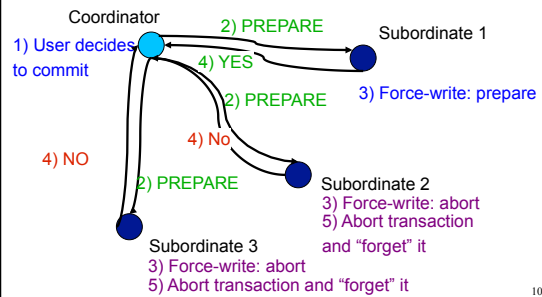 Coordinator
1) User decides
to commit
2) PREPARE
Subordinate 1
4) YES
3) Force-write: prepare
2) PREPARE
4) No
4) NO
2) PREPARE
Subordinate 2
3) Force-write: abort
5) Abort transaction
and “forget” it
Subordinate 3
3) Force-write: abort
5) Abort transaction and “forget” it
10